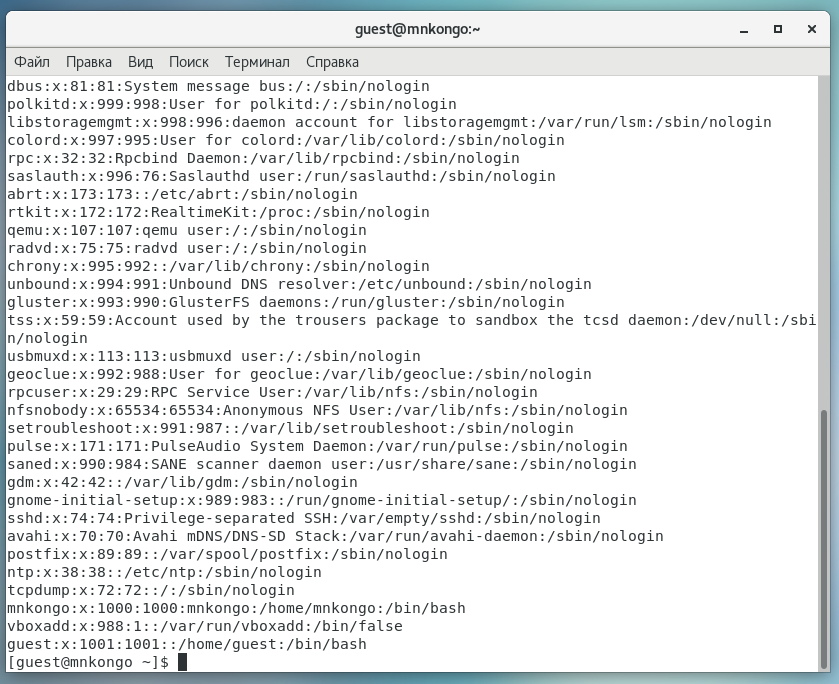 guest@mnkongo:~
Файл Правка Вид Поиск Терминал Справка
dbus:x:81:81:System message bus:/:/sbin/nologin
polkitd:x:999:998:User for polkitd:/:/sbin/nologin
libstoragemgmt:x:998:996:daemon account for libstoragemgmt:/var/run/lsm:/sbin/nologin
colord:x:997:995:User for colord:/var/lib/colord:/sbin/nologin
rpc:x:32:32:Rpcbind Daemon:/var/lib/rpcbind:/sbin/nologin
saslauth:x:996:76:Saslauthd user:/run/saslauthd:/sbin/nologin
abrt:x:173:173::/etc/abrt:/sbin/nologin
rtkit:x:172:172:RealtimeKit:/proc:/sbin/nologin
qemu:x:107:107:qemu user:/:/sbin/nologin
radvd:x:75:75:radvd user:/:/sbin/nologin
chrony:x:995:992::/var/lib/chrony:/sbin/nologin
unbound:x:994:991:Unbound DNS resolver:/etc/unbound:/sbin/nologin
gluster:x:993:990:GlusterFS daemons:/run/gluster:/sbin/nologin
tss:x:59:59:Account used by the trousers package to sandbox the tcsd daemon:/dev/null:/sbi
n/nologin
usbmuxd:x:113:113:usbmuxd user:/:/sbin/nologin
geoclue:x:992:988:User for geoclue:/var/lib/geoclue:/sbin/nologin
rpcuser:x:29:29:RPC Service User:/var/lib/nfs:/sbin/nologin
nfsnobody:x:65534:65534:Anonymous NFS User:/var/lib/nfs:/sbin/nologin
setroubleshoot:x:991:987::/var/lib/setroubleshoot:/sbin/nologin
pulse:x:171:171:PulseAudio System Daemon:/var/run/pulse:/sbin/nologin
saned:x:990:984:SANE scanner daemon user:/usr/share/sane:/sbin/nologin
gdm:x:42:42::/var/lib/gdm:/sbin/nologin
gnome-initial-setup:x:989:983::/run/gnome-initial-setup/:/sbin/nologin
sshd:x:74:74:Privilege-separated SSH:/var/empty/sshd:/sbin/nologin
avahi:x:70:70:Avahi mDNS/DNS-SD Stack:/var/run/avahi-daemon:/sbin/nologin
postfix:x:89:89::/var/spool/postfix:/sbin/nologin
ntp:x:38:38::/etc/ntp:/sbin/nologin
tcpdump:x:72:72::/:/sbin/nologin
mnkongo:x:1000:1000:mnkongo:/home/mnkongo:/bin/bash
vboxadd:x:988:1::/var/run/vboxadd:/bin/false
guest:x:1001:1001::/home/guest:/bin/bash
[guest@mnkongo ~]$